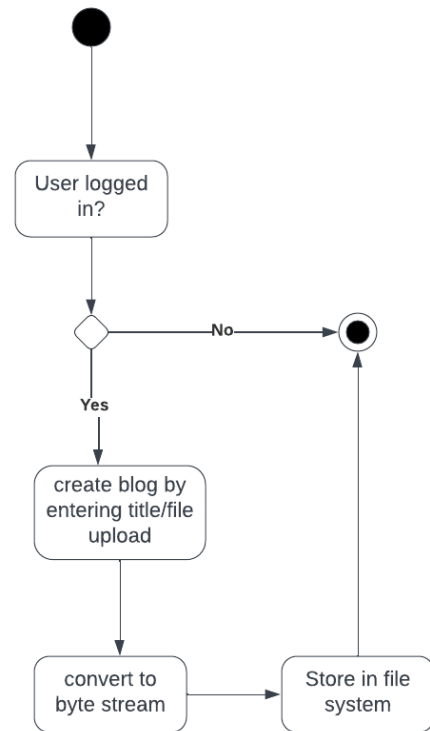 User logged
in?
No
Yes
create blog by
entering title/file
upload
convert to
byte stream
Store in file
system